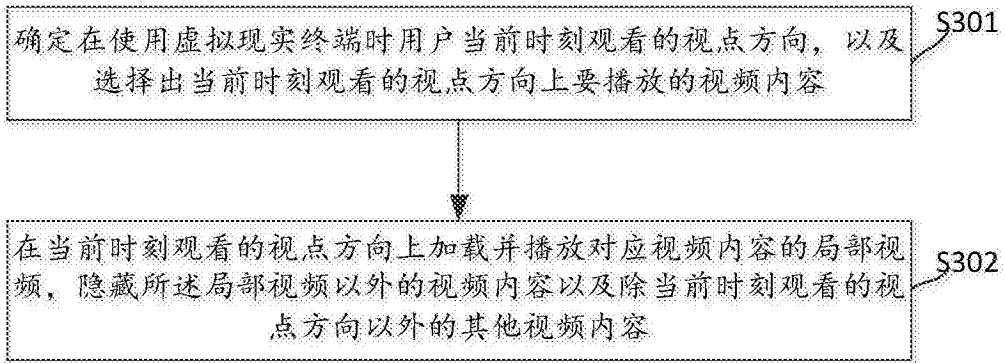 确定在使用虚拟现实终端时用户当前时刻观看的视点方向，以及
选择出当前时刻观看的视点方向上要播放的视频内容
S301
在当前时刻观看的视点方向上加载并播放对应视频内容的局部视
频，隐藏所述局部视频以外的视频内容以及除当前时刻观看的视
点方向以外的其他视频内容
S302